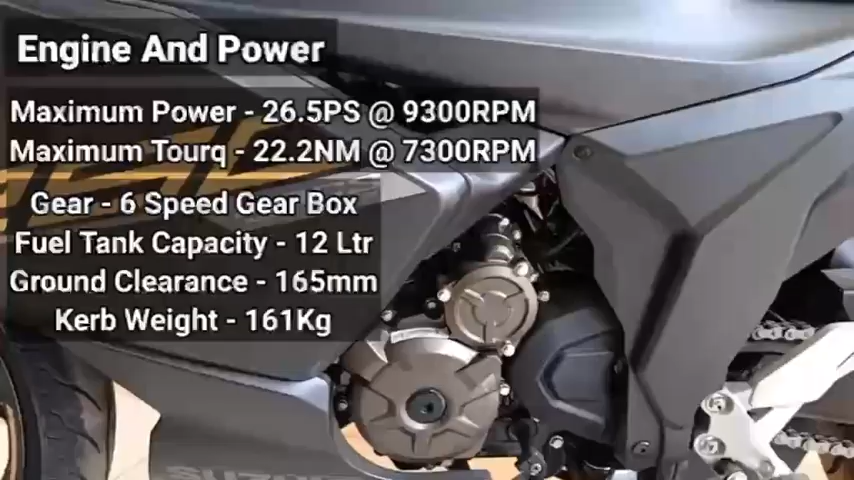 Engine And Power
Maximum Power - 26.5PS @ 9300RPM
Maximum Tourq - 22.2NM @ 7300RPM
Gear - 6 Speed Gear Box
Fuel Tank Capacity - 12 Ltr
Ground Clearance - 165mm
Kerb Weight - 161Kg
SUZUKI